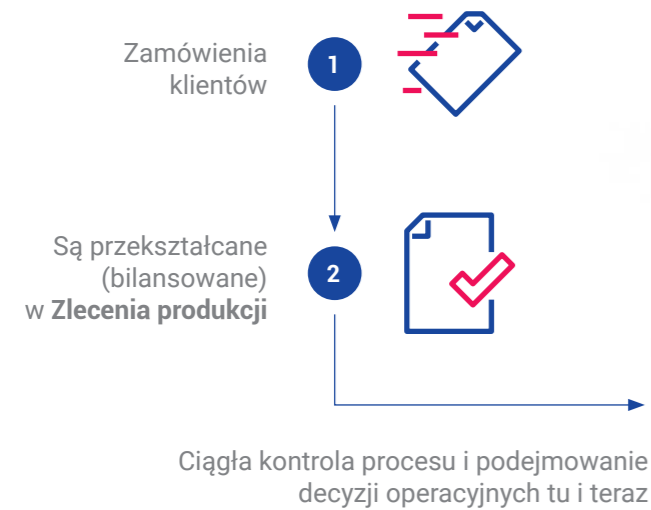 Zamówienia
klientów
1
Są przekształcane
(bilansowane)
w Zlecenia produkcji
2
Ciągła kontrola procesu i podejmowanie
decyzji operacyjnych tu i teraz